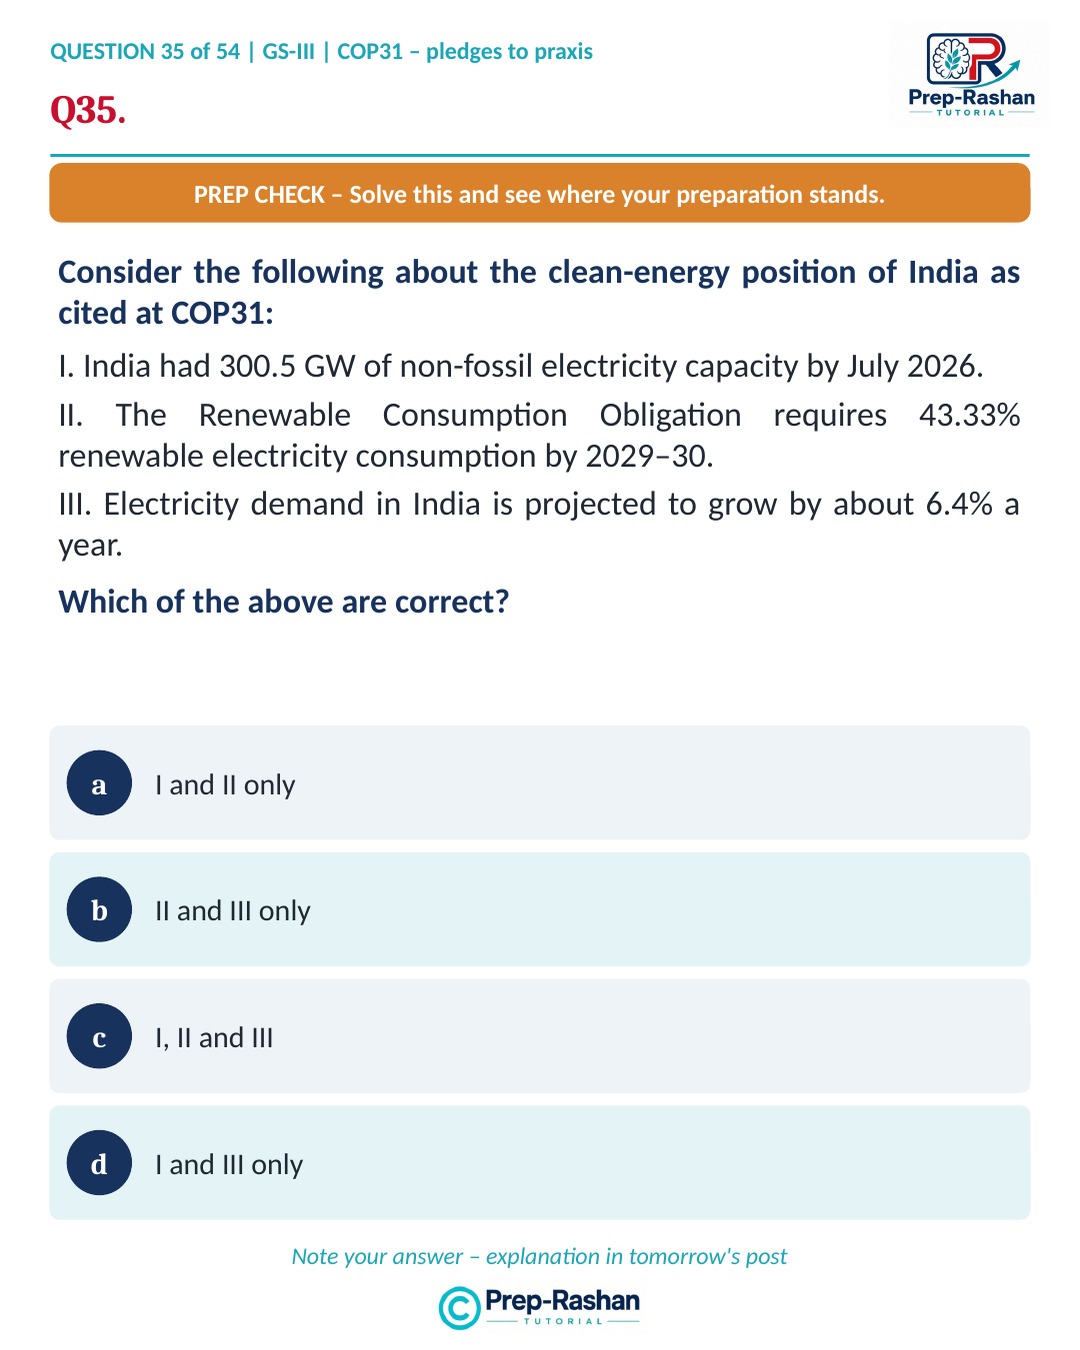 QUESTION 35 of 54 | GS-III | COP31 – pledges to praxis
Q35.
R
Prep-Rashan
TUTORIAL
PREP CHECK – Solve this and see where your preparation stands.
Consider the following about the clean-energy position of India as
cited at COP31:
I. India had 300.5 GW of non-fossil electricity capacity by July 2026.
II. The Renewable Consumption Obligation requires 43.33%
renewable electricity consumption by 2029–30.
III. Electricity demand in India is projected to grow by about 6.4% a
year.
Which of the above are correct?
a I and II only
b II and III only
c I, II and III
d I and III only
Note your answer – explanation in tomorrow's post
© Prep-Rashan
TUTORIAL